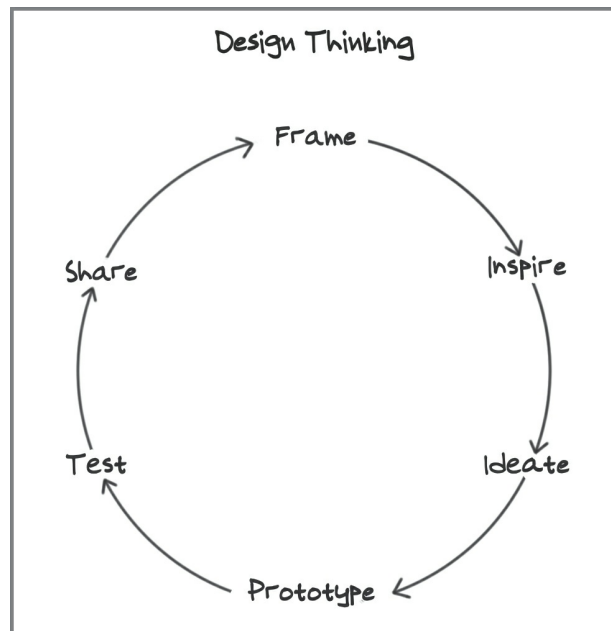 Design Thinking
Frame
Inspire
Ideate
Prototype
Test
Share